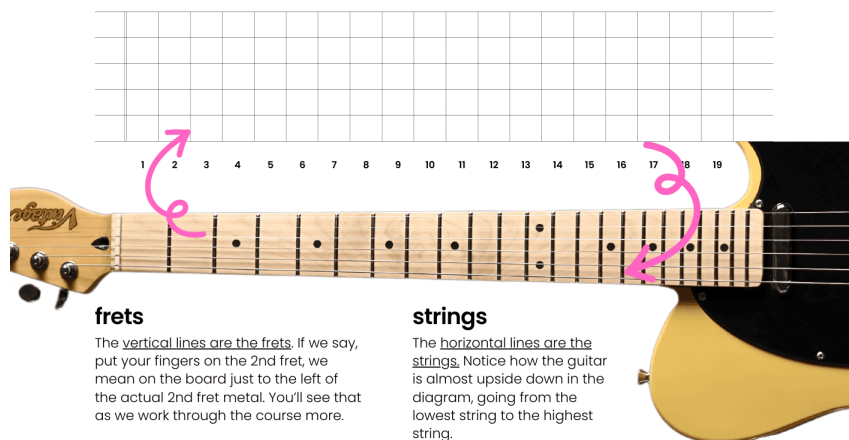 1 2 3 4 5 6 7 8 9 10 11 12 13 14 15 16 17 18 19
Vintage
frets
The vertical lines are the frets. If we say,
put your fingers on the 2nd fret, we
mean on the board just to the left of
the actual 2nd fret metal. You’ll see that
as we work through the course more.
strings
The horizontal lines are the
strings. Notice how the guitar
is almost upside down in the
diagram, going from the
lowest string to the highest
string.